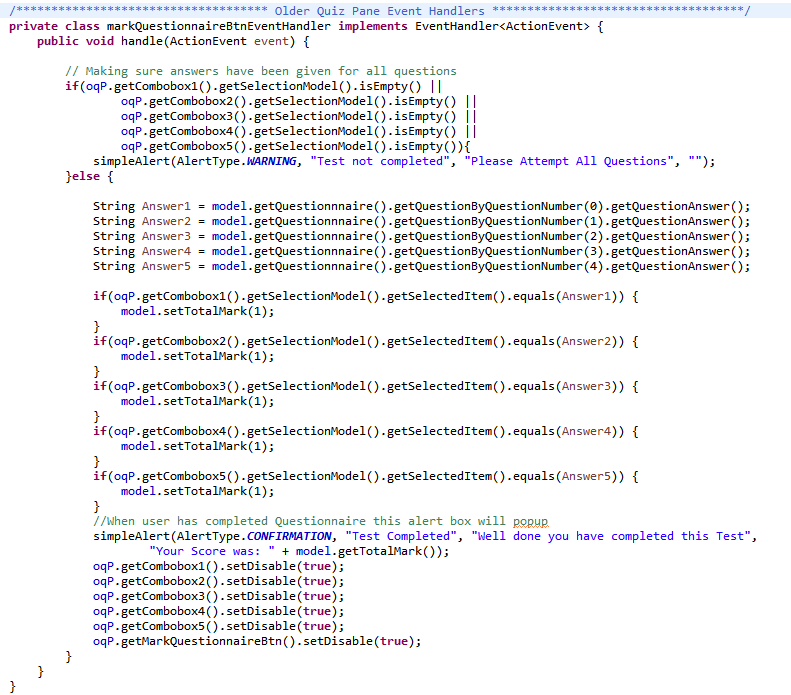 /************************************ Older Quiz Pane Event Handlers ************************************/
private class markQuestionnaireBtnEventHandler implements EventHandler<ActionEvent> {
public void handle(ActionEvent event) {
// Making sure answers have been given for all questions
if(oqP.getCombobox1().getSelectionModel().isEmpty() ||
oqP.getCombobox2().getSelectionModel().isEmpty() ||
oqP.getCombobox3().getSelectionModel().isEmpty() ||
oqP.getCombobox4().getSelectionModel().isEmpty() ||
oqP.getCombobox5().getSelectionModel().isEmpty()){
simpleAlert(AlertType.WARNING, "Test not completed", "Please Attempt All Questions", "");
}else {
String Answer1 = model.getQuestionnnaire().getQuestionByQuestionNumber(0).getQuestionAnswer();
String Answer2 = model.getQuestionnnaire().getQuestionByQuestionNumber(1).getQuestionAnswer();
String Answer3 = model.getQuestionnnaire().getQuestionByQuestionNumber(2).getQuestionAnswer();
String Answer4 = model.getQuestionnnaire().getQuestionByQuestionNumber(3).getQuestionAnswer();
String Answer5 = model.getQuestionnnaire().getQuestionByQuestionNumber(4).getQuestionAnswer();
if(oqP.getCombobox1().getSelectionModel().getSelectedItem().equals(Answer1)) {
model.setTotalMark(1);
}
if(oqP.getCombobox2().getSelectionModel().getSelectedItem().equals(Answer2)) {
model.setTotalMark(1);
}
if(oqP.getCombobox3().getSelectionModel().getSelectedItem().equals(Answer3)) {
model.setTotalMark(1);
}
if(oqP.getCombobox4().getSelectionModel().getSelectedItem().equals(Answer4)) {
model.setTotalMark(1);
}
if(oqP.getCombobox5().getSelectionModel().getSelectedItem().equals(Answer5)) {
model.setTotalMark(1);
}
//When user has completed Questionnaire this alert box will popup
simpleAlert(AlertType.CONFIRMATION, "Test Completed", "Well done you have completed this Test",
"Your Score was: " + model.getTotalMark());
oqP.getCombobox1().setDisable(true);
oqP.getCombobox2().setDisable(true);
oqP.getCombobox3().setDisable(true);
oqP.getCombobox4().setDisable(true);
oqP.getCombobox5().setDisable(true);
oqP.getMarkQuestionnaireBtn().setDisable(true);
}
}
}